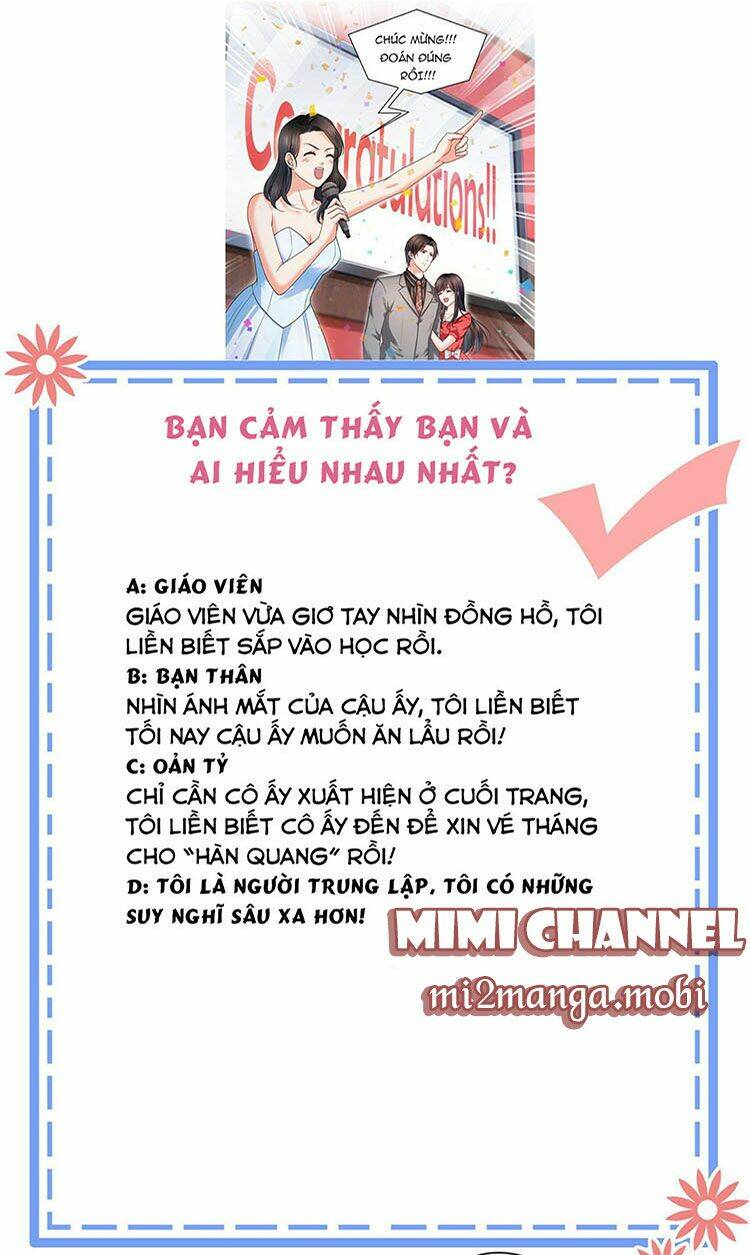 CHÚC MỪNG!!!
ĐOÁN ĐÚNG
RỒI!!!
Congratulations!!
BẠN CẢM THẤY BẠN VÀ
AI HIỂU NHAU NHẤT?
A: GIÁO VIÊN
GIÁO VIÊN VỪA GIƠ TAY NHÌN ĐỒNG HỒ, TÔI
LIỀN BIẾT SẮP VÀO HỌC RỒI.
B: BẠN THÂN
NHÌN ÁNH MẮT CỦA CẬU ẤY, TÔI LIỀN BIẾT
TỐI NAY CẬU ẤY MUỐN ĂN LẨU RỒI!
C: OẢN TỶ
CHỈ CẦN CÔ ẤY XUẤT HIỆN Ở CUỐI TRANG,
TÔI LIỀN BIẾT CÔ ẤY ĐẾN ĐỂ XIN VÉ THÁNG
CHO "HÀN QUANG" RỒI!
D: TÔI LÀ NGƯỜI TRUNG LẬP, TÔI CÓ NHỮNG
SUY NGHĨ SÂU XA HƠN!
MIMI CHANNEL
mi2manga.mobi